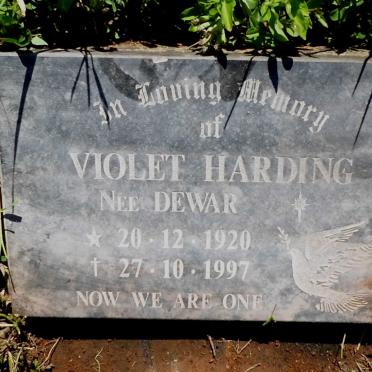 In Loving Memory
of
VIOLET HARDING
NEE DEWAR
★ 20 · 12 · 1920
† 27 · 10 · 1997
NOW WE ARE ONE